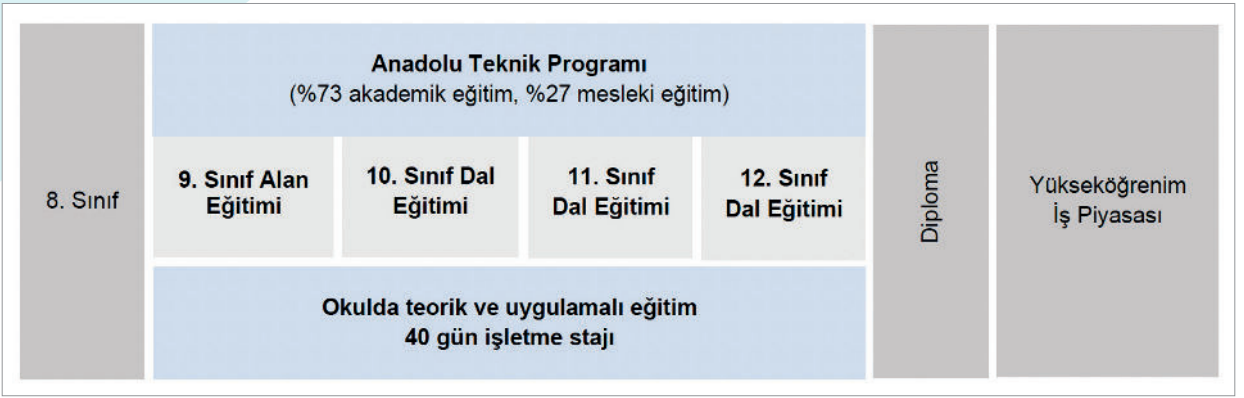 Anadolu Teknik Programı
(%73 akademik eğitim, %27 mesleki eğitim)
8. Sınıf
9. Sınıf Alan
Eğitimi
10. Sınıf Dal
Eğitimi
11. Sınıf
Dal Eğitimi
12. Sınıf
Dal Eğitimi
Okulda teorik ve uygulamalı eğitim
40 gün işletme stajı
Diploma
Yükseköğrenim
İş Piyasası